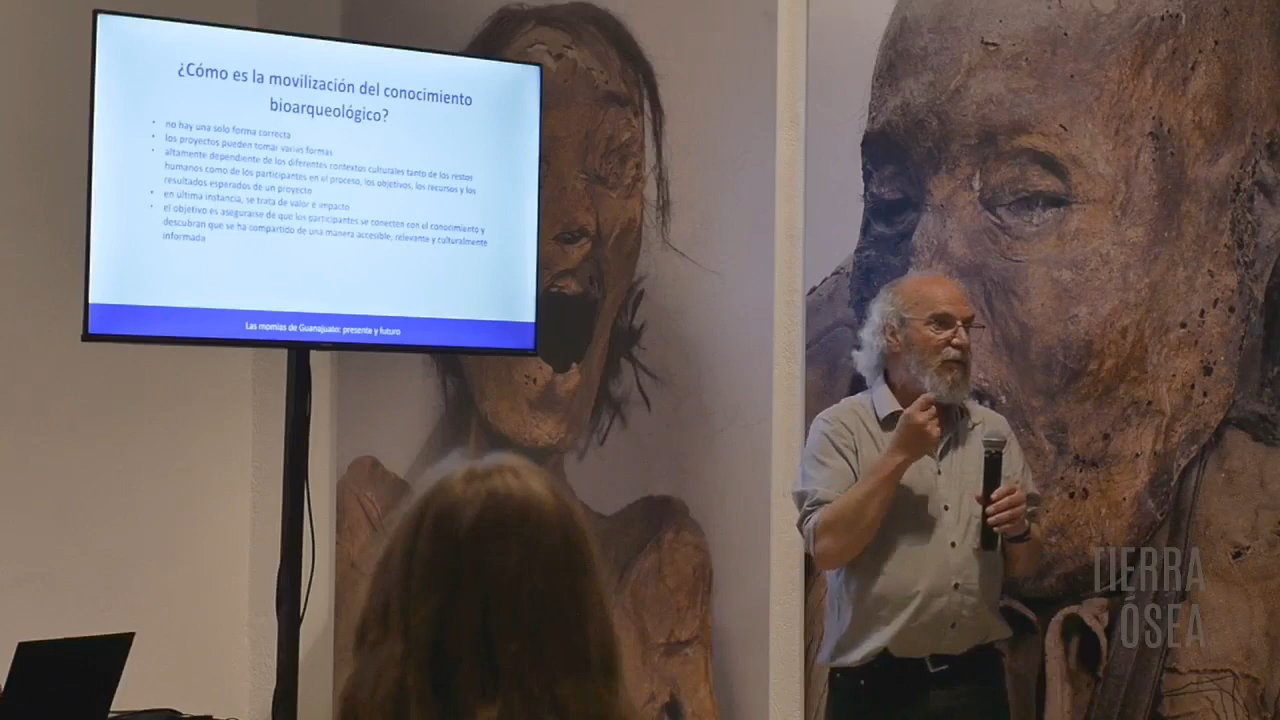 ¿Cómo es la movilización del conocimiento
bioarqueológico?
• no hay una solo forma correcta
• los proyectos pueden tomar varias formas
• altamente dependiente de los diferentes contextos culturales tanto de los restos
humanos como de los participantes en el proceso, los objetivos, los recursos y los
resultados esperados de un proyecto
• en última instancia, se trata de valor e impacto
• el objetivo es asegurarse de que los participantes se conecten con el conocimiento y
descubran que se ha compartido de una manera accesible, relevante y culturalmente
informada
Las momias de Guanajuato: presente y futuro
TIERRA
ÓSEA